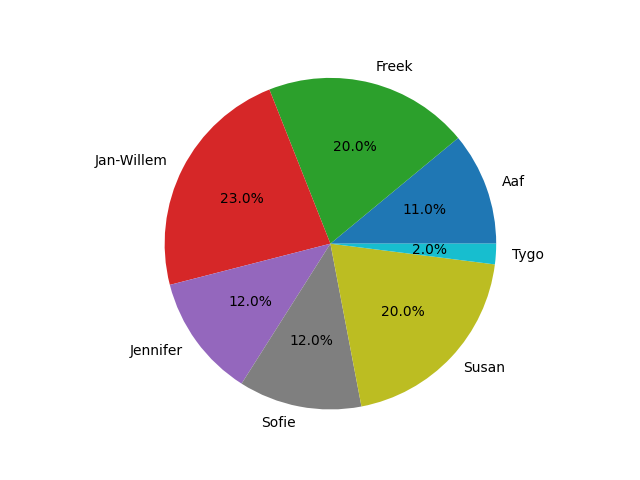 Freek
20.0%
Jan-Willem
Aaf
23.0%
11.0%
2.0%
Tygo
12.0%
20.0%
12.0%
Jennifer
Susan
Sofie